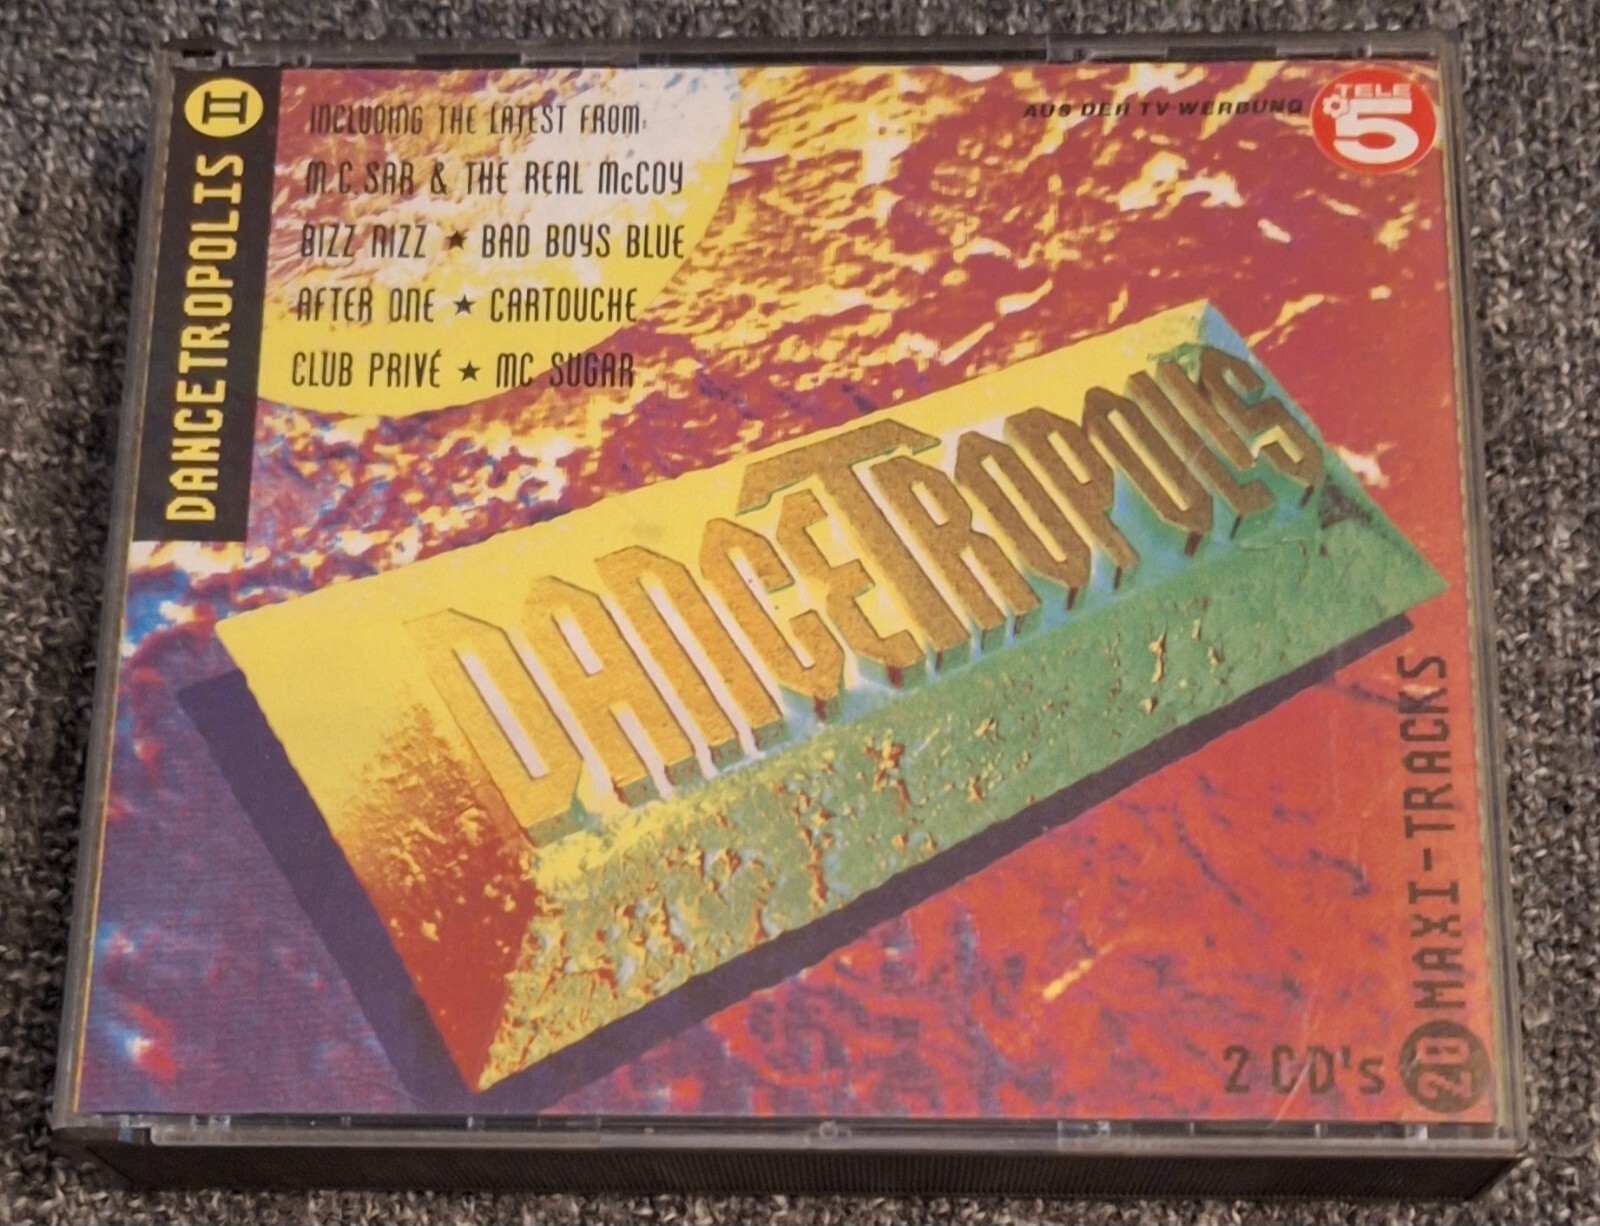 DANCETROPOLIS II
INCLUDING THE LATEST FROM:
M.C. SAR & THE REAL McCOY
BIZZ NIZZ ★ BAD BOYS BLUE
AFTER ONE ★ CARTOUCHE
CLUB PRIVÉ ★ MC SUGAR
AUS DER TV-WERBUNG
TELE
5
DANCETROPOLIS
2 CD's
20 MAXI-TRACKS